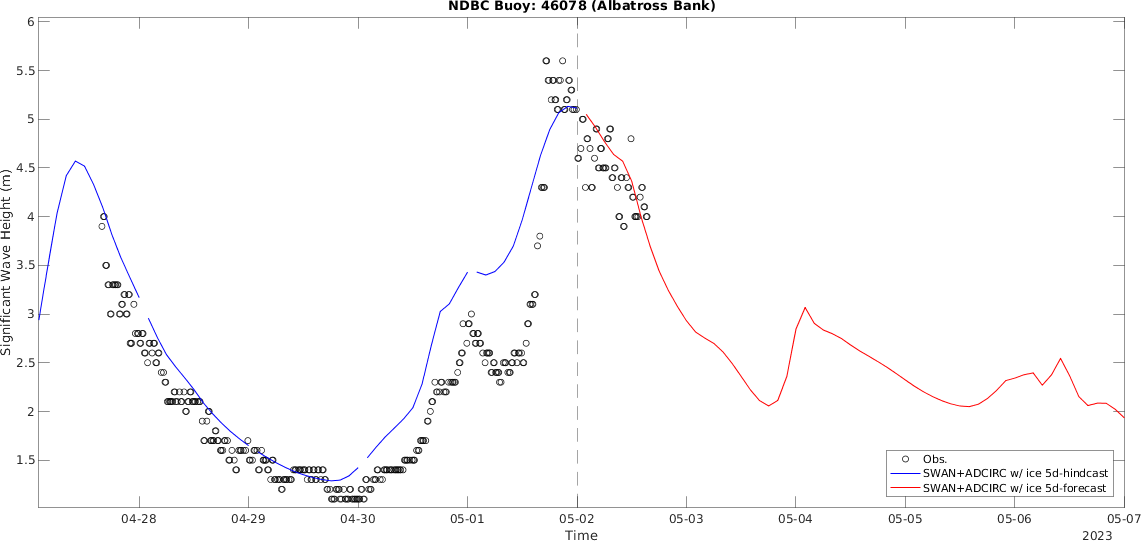 NDBC Buoy: 46078 (Albatross Bank)
6
5.5
5
4.5
4
3.5
3
2.5
2
1.5
Significant Wave Height (m)
Obs.
SWAN+ADCIRC w/ ice 5d-hindcast
SWAN+ADCIRC w/ ice 5d-forecast
04-28 04-29 04-30 05-01 05-02 05-03 05-04 05-05 05-06 05-07
Time
2023